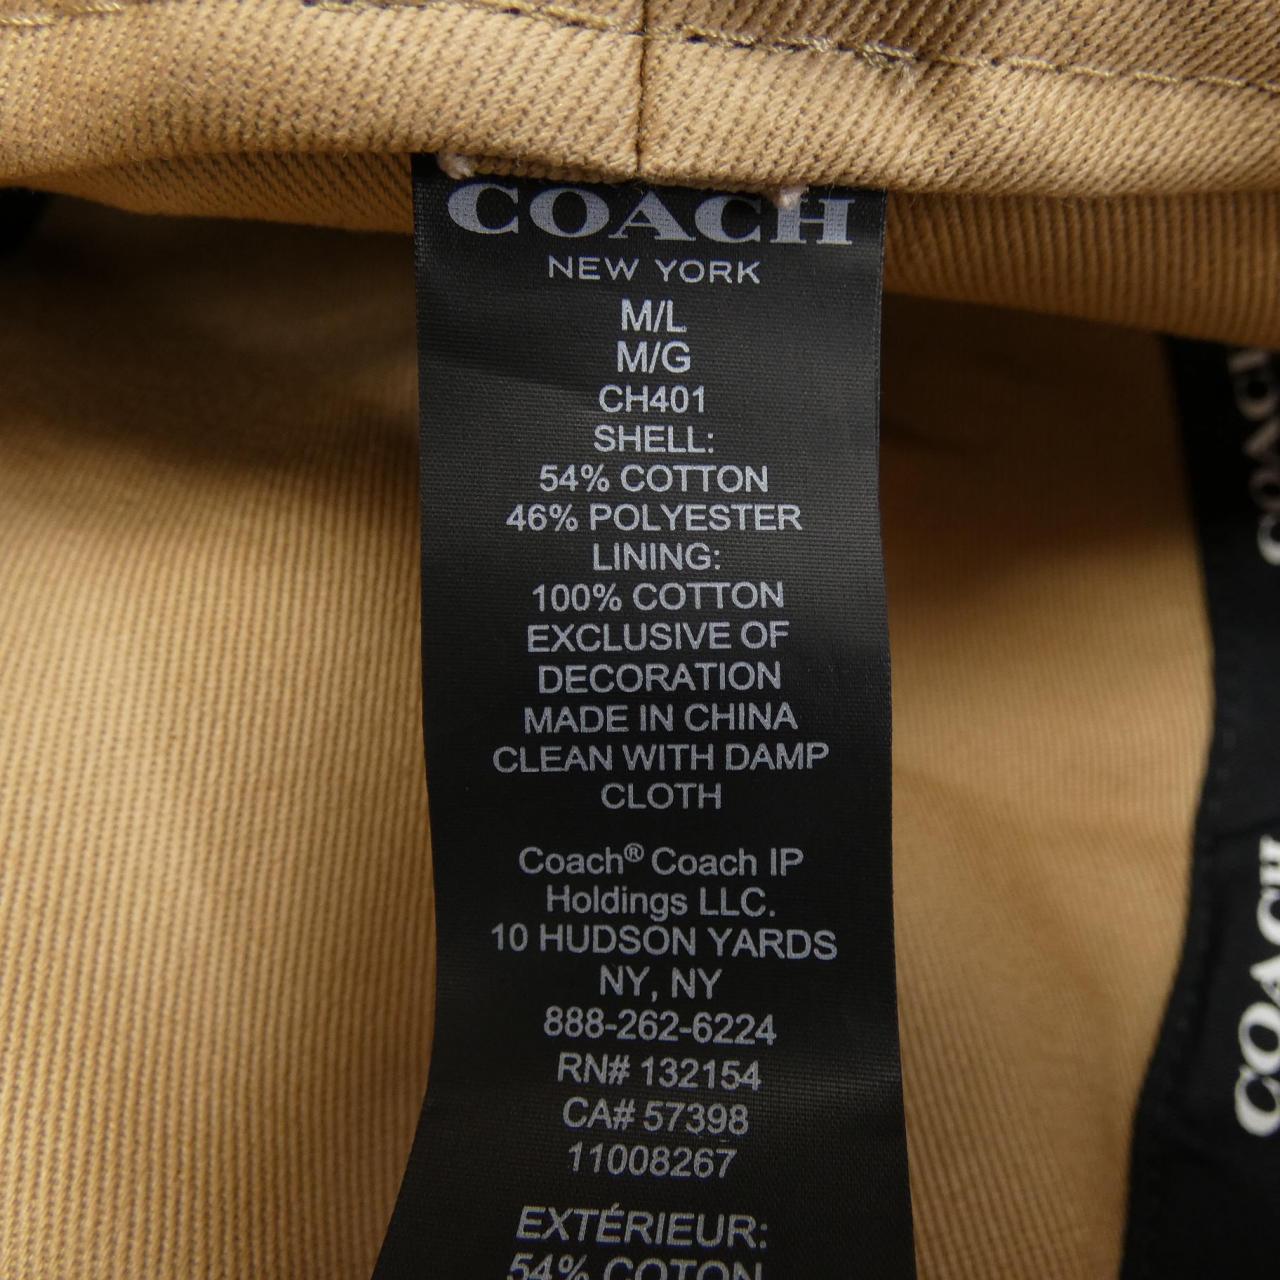 COACH
NEW YORK
M/L
M/G
CH401
SHELL:
54% COTTON
46% POLYESTER
LINING:
100% COTTON
EXCLUSIVE OF
DECORATION
MADE IN CHINA
CLEAN WITH DAMP
CLOTH
Coach® Coach IP
Holdings LLC.
10 HUDSON YARDS
NY, NY
888-262-6224
RN# 132154
CA# 57398
11008267
EXTÉRIEUR:
54% COTON
COACH
COACH